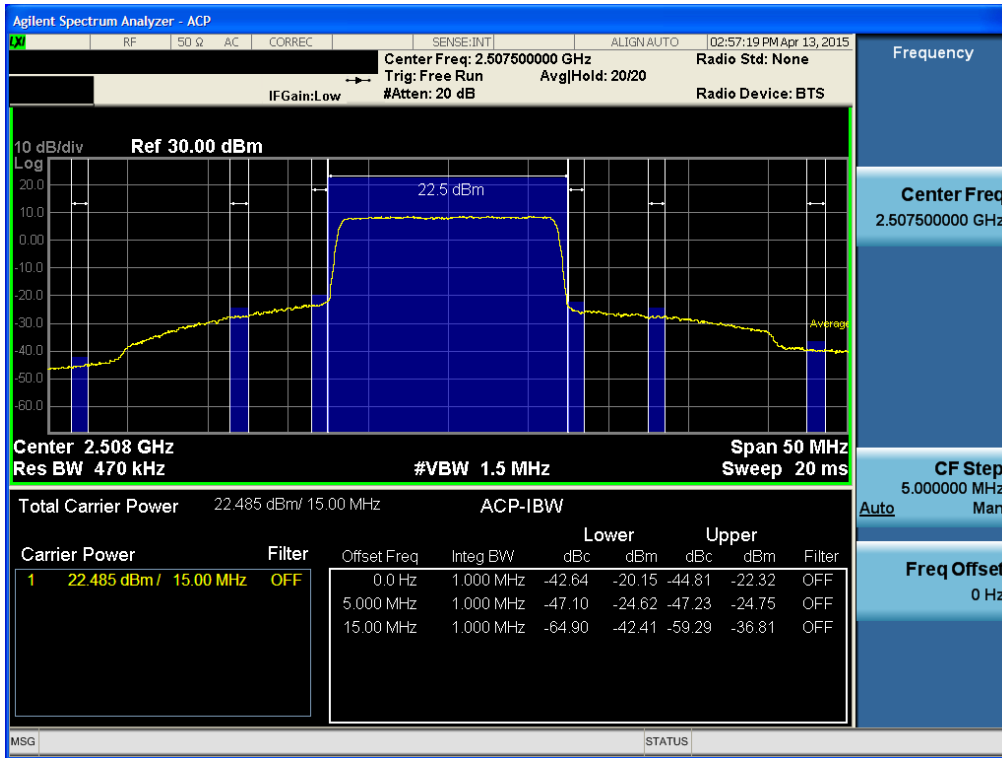 Agilent Spectrum Analyzer - ACP
LXI RF 50 Ω AC CORREC SENSE:INT ALIGN AUTO 02:57:19 PM Apr 13, 2015
Center Freq: 2.507500000 GHz Radio Std: None
Trig: Free Run Avg|Hold: 20/20
IFGain:Low #Atten: 20 dB Radio Device: BTS
10 dB/div Ref 30.00 dBm
Log
20.0
22.5 dBm
10.0
0.00
-10.0
-20.0
-30.0
Average
-40.0
-50.0
-60.0
Center 2.508 GHz Span 50 MHz
Res BW 470 kHz #VBW 1.5 MHz Sweep 20 ms
Total Carrier Power 22.485 dBm/ 15.00 MHz ACP-IBW
Lower Upper
Carrier Power Filter Offset Freq Integ BW dBc dBm dBc dBm Filter
1 22.485 dBm / 15.00 MHz OFF 0.0 Hz 1.000 MHz -42.64 -20.15 -44.81 -22.32 OFF
5.000 MHz 1.000 MHz -47.10 -24.62 -47.23 -24.75 OFF
15.00 MHz 1.000 MHz -64.90 -42.41 -59.29 -36.81 OFF
MSG STATUS
Frequency
Center Freq
2.507500000 GHz
CF Step
5.000000 MHz
Auto Man
Freq Offset
0 Hz